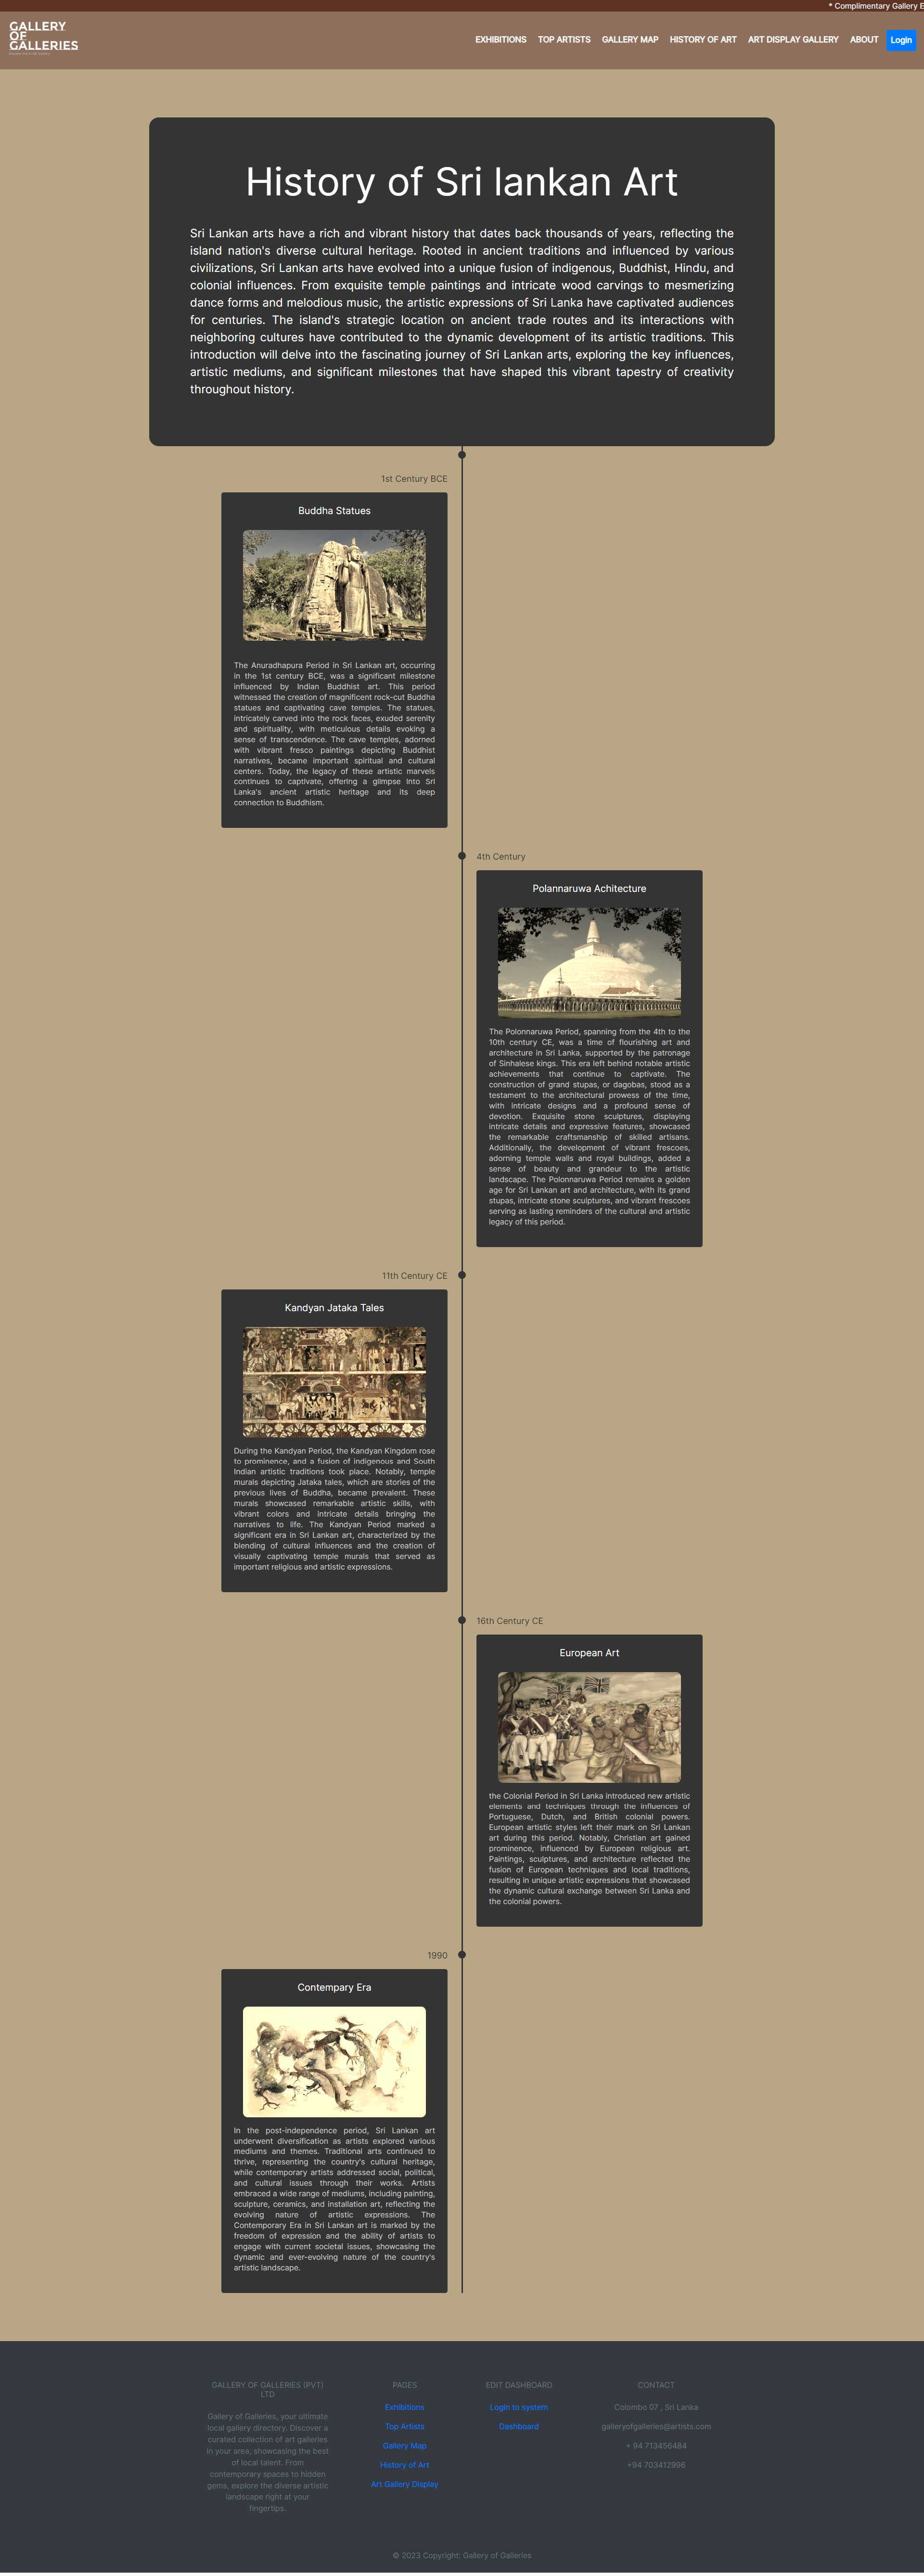 * Complimentary Gallery E
GALLERY
OF
GALLERIES
EXHIBITIONS TOP ARTISTS GALLERY MAP HISTORY OF ART ART DISPLAY GALLERY ABOUT Login
History of Sri lankan Art
Sri Lankan arts have a rich and vibrant history that dates back thousands of years, reflecting the
island nation's diverse cultural heritage. Rooted in ancient traditions and influenced by various
civilizations, Sri Lankan arts have evolved into a unique fusion of indigenous, Buddhist, Hindu, and
colonial influences. From exquisite temple paintings and intricate wood carvings to mesmerizing
dance forms and melodious music, the artistic expressions of Sri Lanka have captivated audiences
for centuries. The island's strategic location on ancient trade routes and its interactions with
neighboring cultures have contributed to the dynamic development of its artistic traditions. This
introduction will delve into the fascinating journey of Sri Lankan arts, exploring the key influences,
artistic mediums, and significant milestones that have shaped this vibrant tapestry of creativity
throughout history.
1st Century BCE
Buddha Statues
The Anuradhapura Period in Sri Lankan art, occurring
in the 1st century BCE, was a significant milestone
influenced by Indian Buddhist art. This period
witnessed the creation of magnificent rock-cut Buddha
statues and captivating cave temples. The statues,
intricately carved into the rock faces, exuded serenity
and spirituality, with meticulous details evoking a
sense of transcendence. The cave temples, adorned
with vibrant fresco paintings depicting Buddhist
narratives, became important spiritual and cultural
centers. Today, the legacy of these artistic marvels
continues to captivate, offering a glimpse into Sri
Lanka's ancient artistic heritage and its deep
connection to Buddhism.
4th Century
Polannaruwa Achitecture
The Polonnaruwa Period, spanning from the 4th to the
10th century CE, was a time of flourishing art and
architecture in Sri Lanka, supported by the patronage
of Sinhalese kings. This era left behind notable artistic
achievements that continue to captivate. The
construction of grand stupas, or dagobas, stood as a
testament to the architectural prowess of the time,
with intricate designs and a profound sense of
devotion. Exquisite stone sculptures, displaying
intricate details and expressive features, showcased
the remarkable craftsmanship of skilled artisans.
Additionally, the development of vibrant frescoes,
adorning temple walls and royal buildings, added a
sense of beauty and grandeur to the artistic
landscape. The Polonnaruwa Period remains a golden
age for Sri Lankan art and architecture, with its grand
stupas, intricate stone sculptures, and vibrant frescoes
serving as lasting reminders of the cultural and artistic
legacy of this period.
11th Century CE
Kandyan Jataka Tales
During the Kandyan Period, the Kandyan Kingdom rose
to prominence, and a fusion of indigenous and South
Indian artistic traditions took place. Notably, temple
murals depicting Jataka tales, which are stories of the
previous lives of Buddha, became prevalent. These
murals showcased remarkable artistic skills, with
vibrant colors and intricate details bringing the
narratives to life. The Kandyan Period marked a
significant era in Sri Lankan art, characterized by the
blending of cultural influences and the creation of
visually captivating temple murals that served as
important religious and artistic expressions.
16th Century CE
European Art
the Colonial Period in Sri Lanka introduced new artistic
elements and techniques through the influences of
Portuguese, Dutch, and British colonial powers.
European artistic styles left their mark on Sri Lankan
art during this period. Notably, Christian art gained
prominence, influenced by European religious art.
Paintings, sculptures, and architecture reflected the
fusion of European techniques and local traditions,
resulting in unique artistic expressions that showcased
the dynamic cultural exchange between Sri Lanka and
the colonial powers.
1990
Contempary Era
In the post-independence period, Sri Lankan art
underwent diversification as artists explored various
mediums and themes. Traditional arts continued to
thrive, representing the country's cultural heritage,
while contemporary artists addressed social, political,
and cultural issues through their works. Artists
embraced a wide range of mediums, including painting,
sculpture, ceramics, and installation art, reflecting the
evolving nature of artistic expressions. The
Contemporary Era in Sri Lankan art is marked by the
freedom of expression and the ability of artists to
engage with current societal issues, showcasing the
dynamic and ever-evolving nature of the country's
artistic landscape.
GALLERY OF GALLERIES (PVT)
LTD
Gallery of Galleries, your ultimate
local gallery directory. Discover a
curated collection of art galleries
in your area, showcasing the best
of local talent. From
contemporary spaces to hidden
gems, explore the diverse artistic
landscape right at your
fingertips.
PAGES
Exhibitions
Top Artists
Gallery Map
History of Art
Art Gallery Display
EDIT DASHBOARD
Login to system
Dashboard
CONTACT
Colombo 07 , Sri Lanka
galleryofgalleries@artists.com
+ 94 713456484
+94 703412996
© 2023 Copyright: Gallery of Galleries